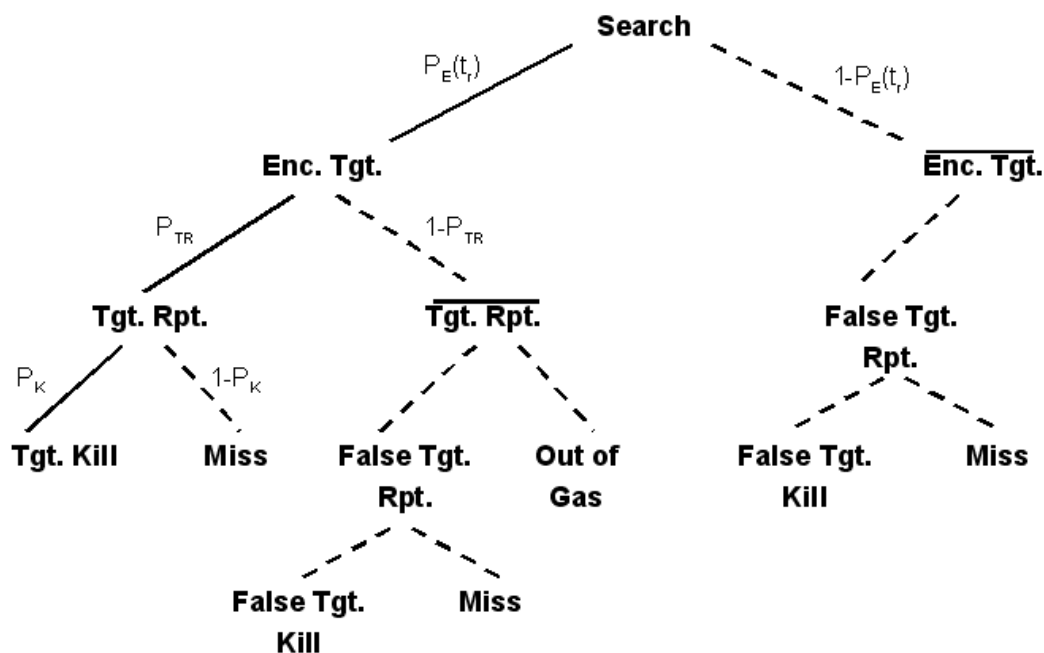 Search
P_E(t_r)
1-P_E(t_r)
Enc. Tgt.
Enc. Tgt.
P_TR
1-P_TR
Tgt. Rpt.
Tgt. Rpt.
False Tgt.
Rpt.
P_K
1-P_K
Tgt. Kill
Miss
False Tgt.
Rpt.
Out of
Gas
False Tgt.
Kill
Miss
False Tgt.
Kill
Miss